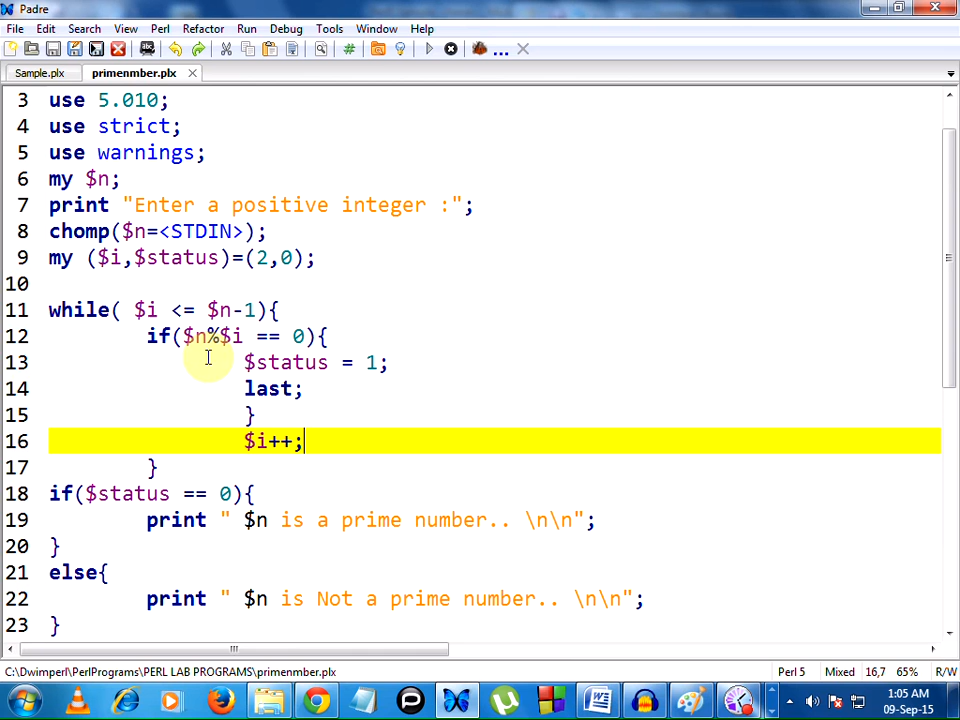 Padre
File Edit Search View Perl Refactor Run Debug Tools Window Help
Sample.plx primenmber.plx
3 use 5.010;
4 use strict;
5 use warnings;
6 my $n;
7 print "Enter a positive integer :";
8 chomp($n=<STDIN>);
9 my ($i,$status)=(2,0);
10
11 while( $i <= $n-1){
12 if($n%$i == 0){
13 $status = 1;
14 last;
15 }
16 $i++;
17 }
18 if($status == 0){
19 print " $n is a prime number.. \n\n";
20 }
21 else{
22 print " $n is Not a prime number.. \n\n";
23 }
C:\Dwimperl\PerlPrograms\PERL LAB PROGRAMS\primenmber.plx Perl 5 Mixed 16,7 65% R/W
1:05 AM
09-Sep-15